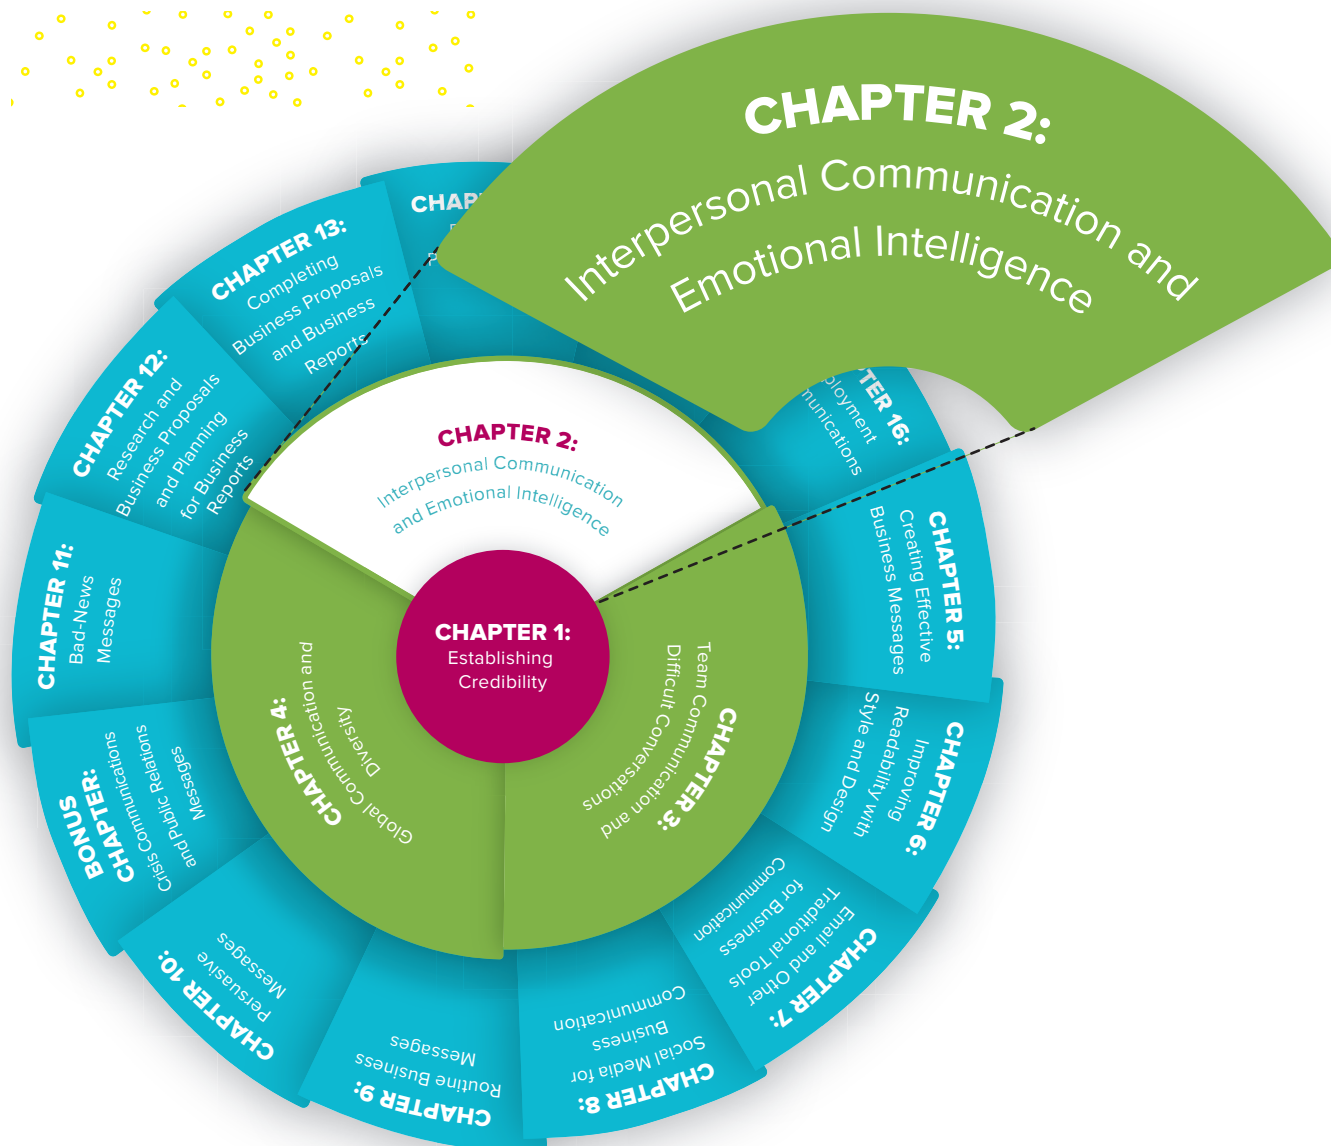 CHAPTER 2:
Interpersonal Communication and
Emotional Intelligence
CHAPTER 13:
Completing
Business Proposals
and Business
Reports
CHAPTER 12:
Research and
Business Proposals
and Planning
for Business
Reports
CHAPTER 11:
Bad-News
Messages
BONUS
CHAPTER:
Crisis Communications
and Public Relations
Messages
CHAPTER 10:
Persuasive
Messages
CHAPTER 9:
Routine Business
Messages
CHAPTER 8:
Social Media for
Business
Communication
CHAPTER 7:
Email and Other
Traditional Tools
for Business
Communication
CHAPTER 6:
Improving
Readability with
Style and Design
CHAPTER 5:
Creating Effective
Business Messages
16:
CHAPTER 2:
Interpersonal Communication
and Emotional Intelligence
CHAPTER 1:
Establishing
Credibility
CHAPTER 4:
Global Communication and
Diversity
CHAPTER 3:
Team Communication and
Difficult Conversations